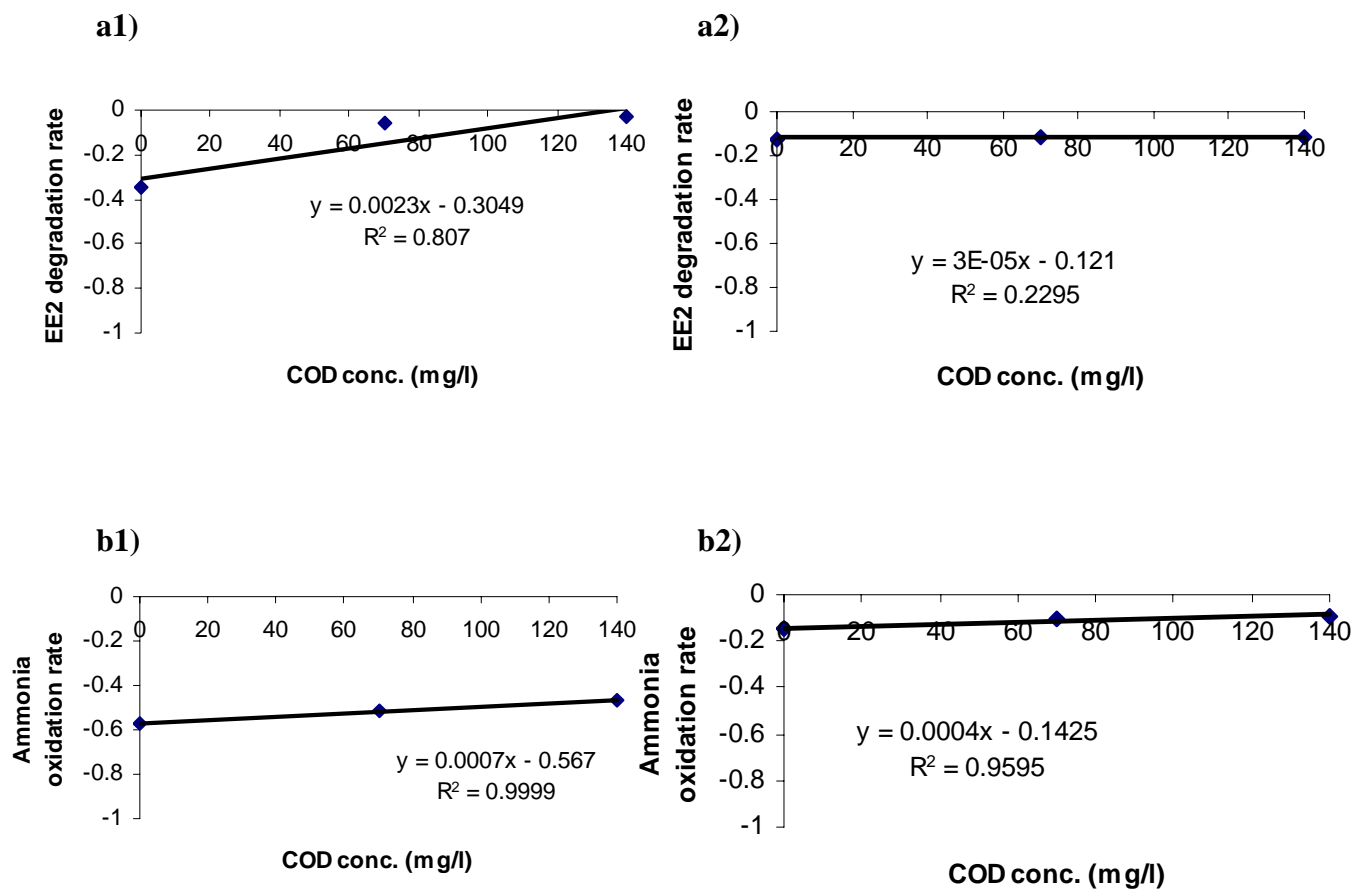 a1)
a2)
EE2 degradation rate
0
-0.2
-0.4
-0.6
-0.8
-1
0 20 40 60 80 100 120 140
y = 0.0023x - 0.3049
R² = 0.807
COD conc. (mg/l)
EE2 degradation rate
0
-0.2
-0.4
-0.6
-0.8
-1
0 20 40 60 80 100 120 140
y = 3E-05x - 0.121
R² = 0.2295
COD conc. (mg/l)
b1)
b2)
Ammonia
oxidation rate
0
-0.2
-0.4
-0.6
-0.8
-1
0 20 40 60 80 100 120 140
y = 0.0007x - 0.567
R² = 0.9999
COD conc. (mg/l)
Ammonia
oxidation rate
0
-0.2
-0.4
-0.6
-0.8
-1
0 20 40 60 80 100 120 140
y = 0.0004x - 0.1425
R² = 0.9595
COD conc. (mg/l)